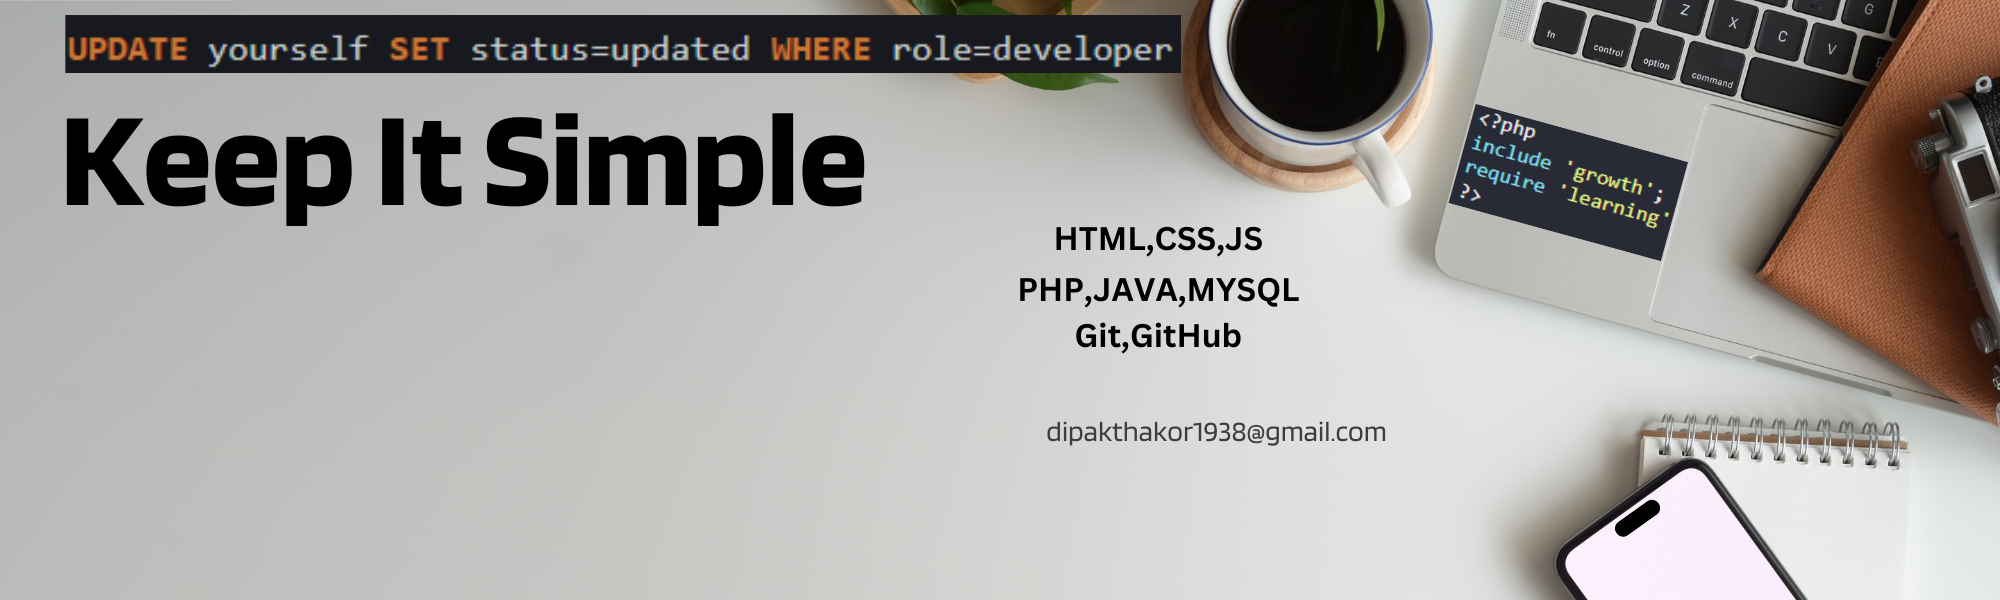 UPDATE yourself SET status=updated WHERE role=developer
Keep It Simple
HTML,CSS,JS
PHP,JAVA,MYSQL
Git,GitHub
dipakthakor1938@gmail.com
<?php
include 'growth';
require 'learning'
?>
Z X C V G
fn control option command